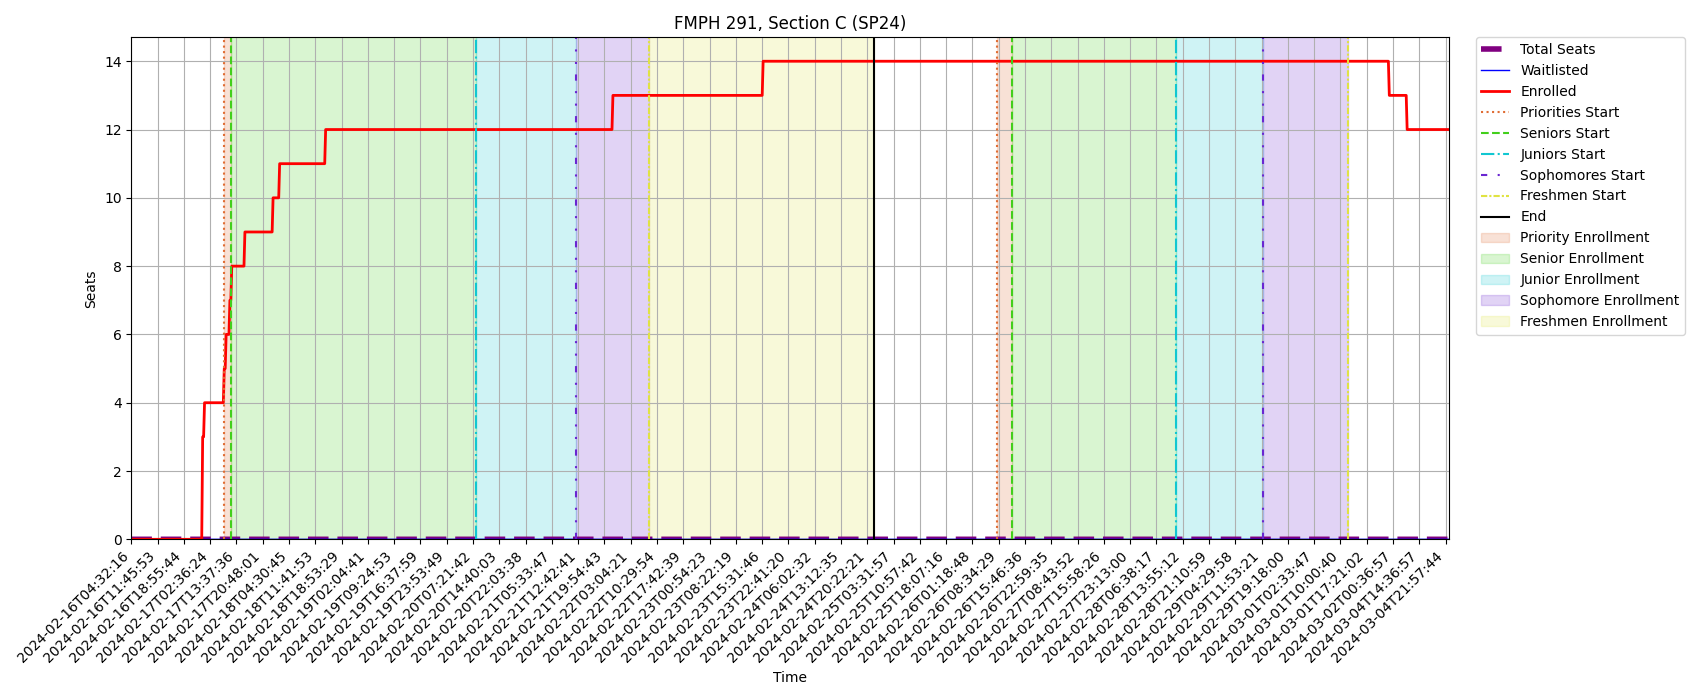 FMPH 291, Section C (SP24)
Seats
14
12
10
8
6
4
2
0
2024-02-16T04:32:16
2024-02-16T11:45:53
2024-02-16T18:55:44
2024-02-17T02:36:24
2024-02-17T13:37:36
2024-02-17T20:48:01
2024-02-18T04:30:45
2024-02-18T11:41:53
2024-02-18T18:53:29
2024-02-19T02:04:41
2024-02-19T09:24:53
2024-02-19T16:37:59
2024-02-19T23:53:49
2024-02-20T07:21:42
2024-02-20T14:40:03
2024-02-20T22:03:38
2024-02-21T05:33:47
2024-02-21T12:42:41
2024-02-21T19:54:43
2024-02-22T03:04:21
2024-02-22T10:29:54
2024-02-22T17:42:39
2024-02-23T00:54:23
2024-02-23T08:22:19
2024-02-23T15:31:46
2024-02-23T22:41:20
2024-02-24T06:02:32
2024-02-24T13:12:35
2024-02-24T20:22:21
2024-02-25T03:31:57
2024-02-25T10:57:42
2024-02-25T18:07:16
2024-02-26T01:18:48
2024-02-26T08:34:29
2024-02-26T15:46:36
2024-02-26T22:59:35
2024-02-27T08:43:52
2024-02-27T15:58:26
2024-02-27T23:13:00
2024-02-28T06:38:17
2024-02-28T13:55:12
2024-02-28T21:10:59
2024-02-29T04:29:58
2024-02-29T11:53:21
2024-02-29T19:18:00
2024-03-01T02:33:47
2024-03-01T10:00:40
2024-03-01T17:21:02
2024-03-02T00:36:57
2024-03-04T14:36:57
2024-03-04T21:57:44
Time
Total Seats
Waitlisted
Enrolled
Priorities Start
Seniors Start
Juniors Start
Sophomores Start
Freshmen Start
End
Priority Enrollment
Senior Enrollment
Junior Enrollment
Sophomore Enrollment
Freshmen Enrollment